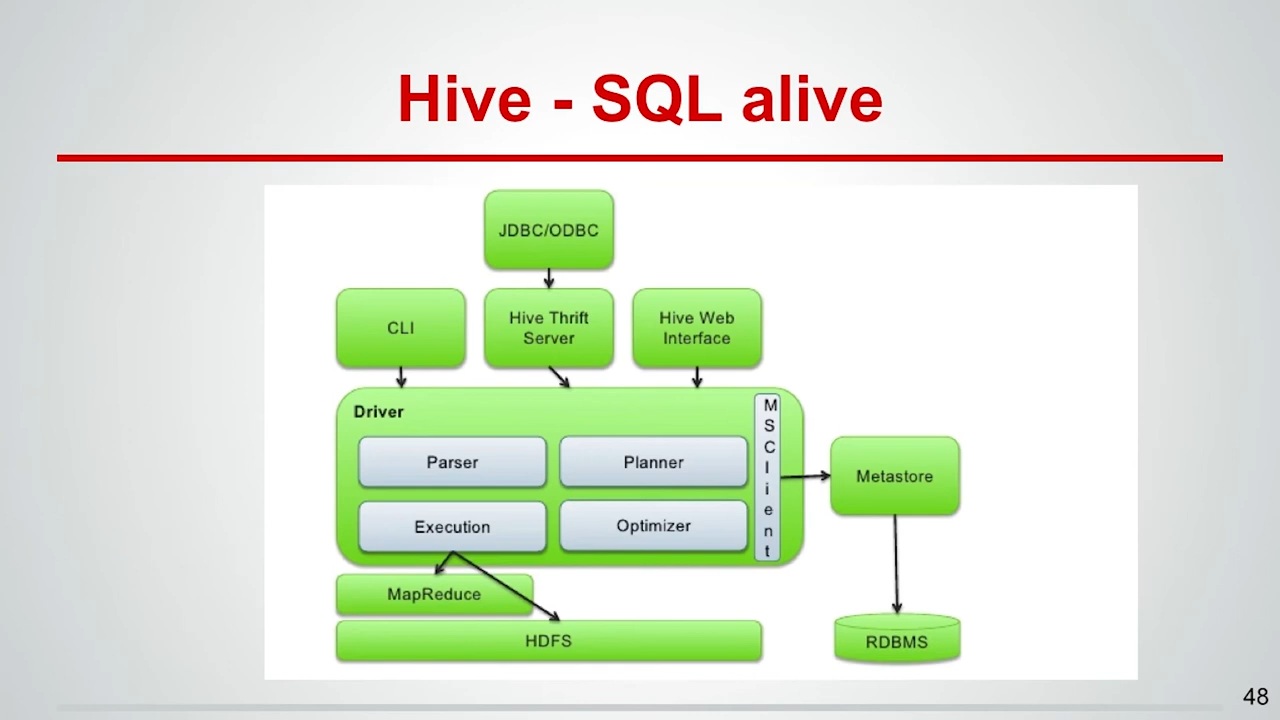 Hive - SQL alive
JDBC/ODBC
CLI
Hive Thrift
Server
Hive Web
Interface
Driver
Parser
Planner
Execution
Optimizer
M
S
C
l
i
e
n
t
Metastore
MapReduce
HDFS
RDBMS
48